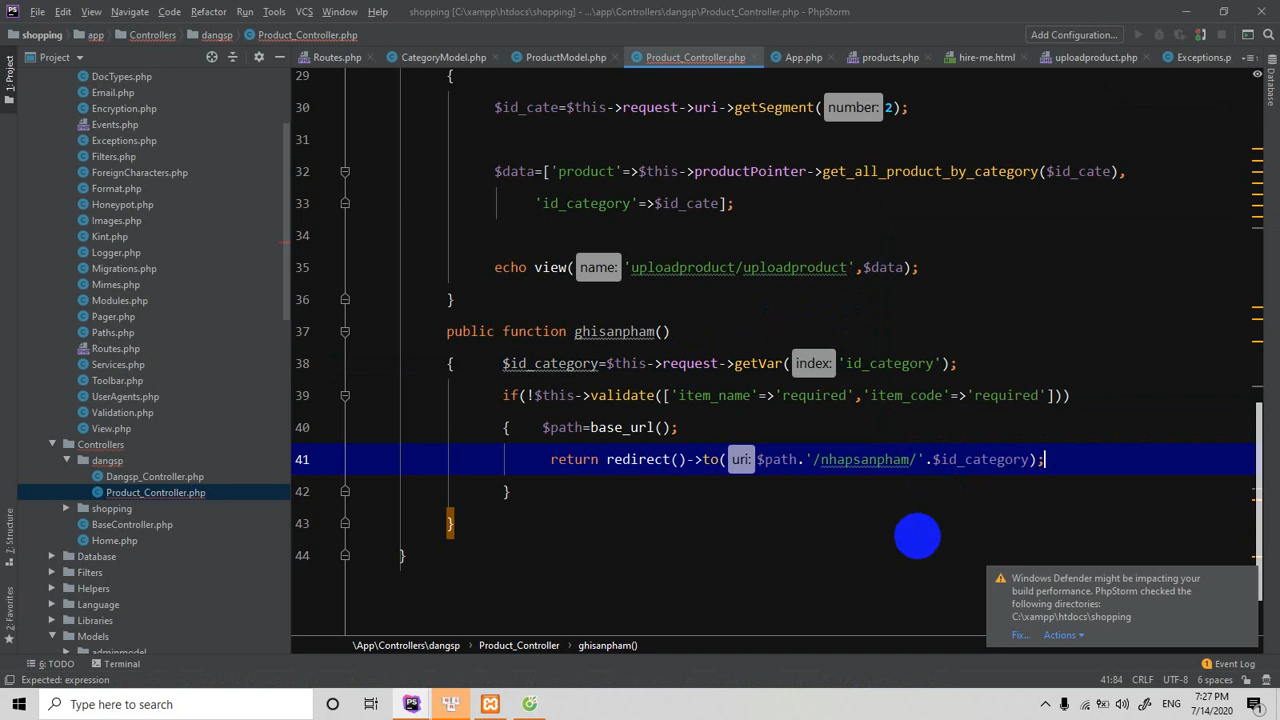 File Edit View Navigate Code Refactor Run Tools VCS Window Help shopping [C:\xampp\htdocs\shopping] - ...\app\Controllers\dangsp\Product_Controller.php - PhpStorm
shopping app Controllers dangsp Product_Controller.php Add Configuration...
Project Routes.php CategoryModel.php ProductModel.php Product_Controller.php App.php products.php hire-me.html uploadproduct.php Exceptions.p
1: Project
Database
7: Structure
2: Favorites
DocTypes.php
Email.php
Encryption.php
Events.php
Exceptions.php
Filters.php
ForeignCharacters.php
Format.php
Honeypot.php
Images.php
Kint.php
Logger.php
Migrations.php
Mimes.php
Modules.php
Pager.php
Paths.php
Routes.php
Services.php
Toolbar.php
UserAgents.php
Validation.php
View.php
Controllers
dangsp
Dangsp_Controller.php
Product_Controller.php
shopping
BaseController.php
Home.php
Database
Filters
Helpers
Language
Libraries
Models
adminmodel
29 {
30 $id_cate=$this->request->uri->getSegment( number: 2);
31
32 $data=['product'=>$this->productPointer->get_all_product_by_category($id_cate),
33 'id_category'=>$id_cate];
34
35 echo view( name: 'uploadproduct/uploadproduct',$data);
36 }
37 public function ghisanpham()
38 { $id_category=$this->request->getVar( index: 'id_category');
39 if(!$this->validate(['item_name'=>'required','item_code'=>'required']))
40 { $path=base_url();
41 return redirect()->to( uri: $path.'/nhapsanpham/'.$id_category);
42 }
43 }
44 }
Windows Defender might be impacting your
build performance. PhpStorm checked the
following directories:
C:\xampp\htdocs\shopping
Fix... Actions
\App\Controllers\dangsp Product_Controller ghisanpham()
6: TODO Terminal 1 Event Log
Expected: expression 41:84 CRLF UTF-8 6 spaces
Type here to search ENG 7:27 PM
7/14/2020